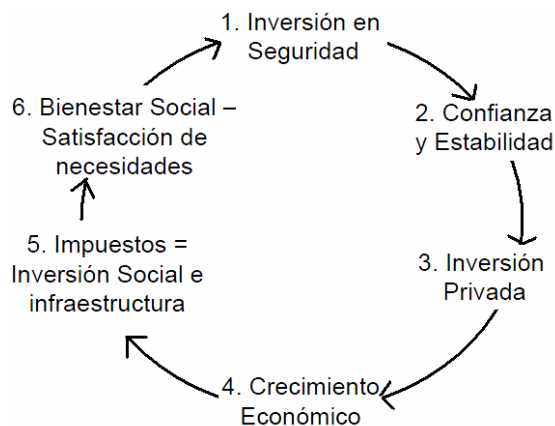 1. Inversión en
Seguridad
2. Confianza
y Estabilidad
3. Inversión
Privada
4. Crecimiento
Económico
5. Impuestos =
Inversión Social e
infraestructura
6. Bienestar Social –
Satisfacción de
necesidades